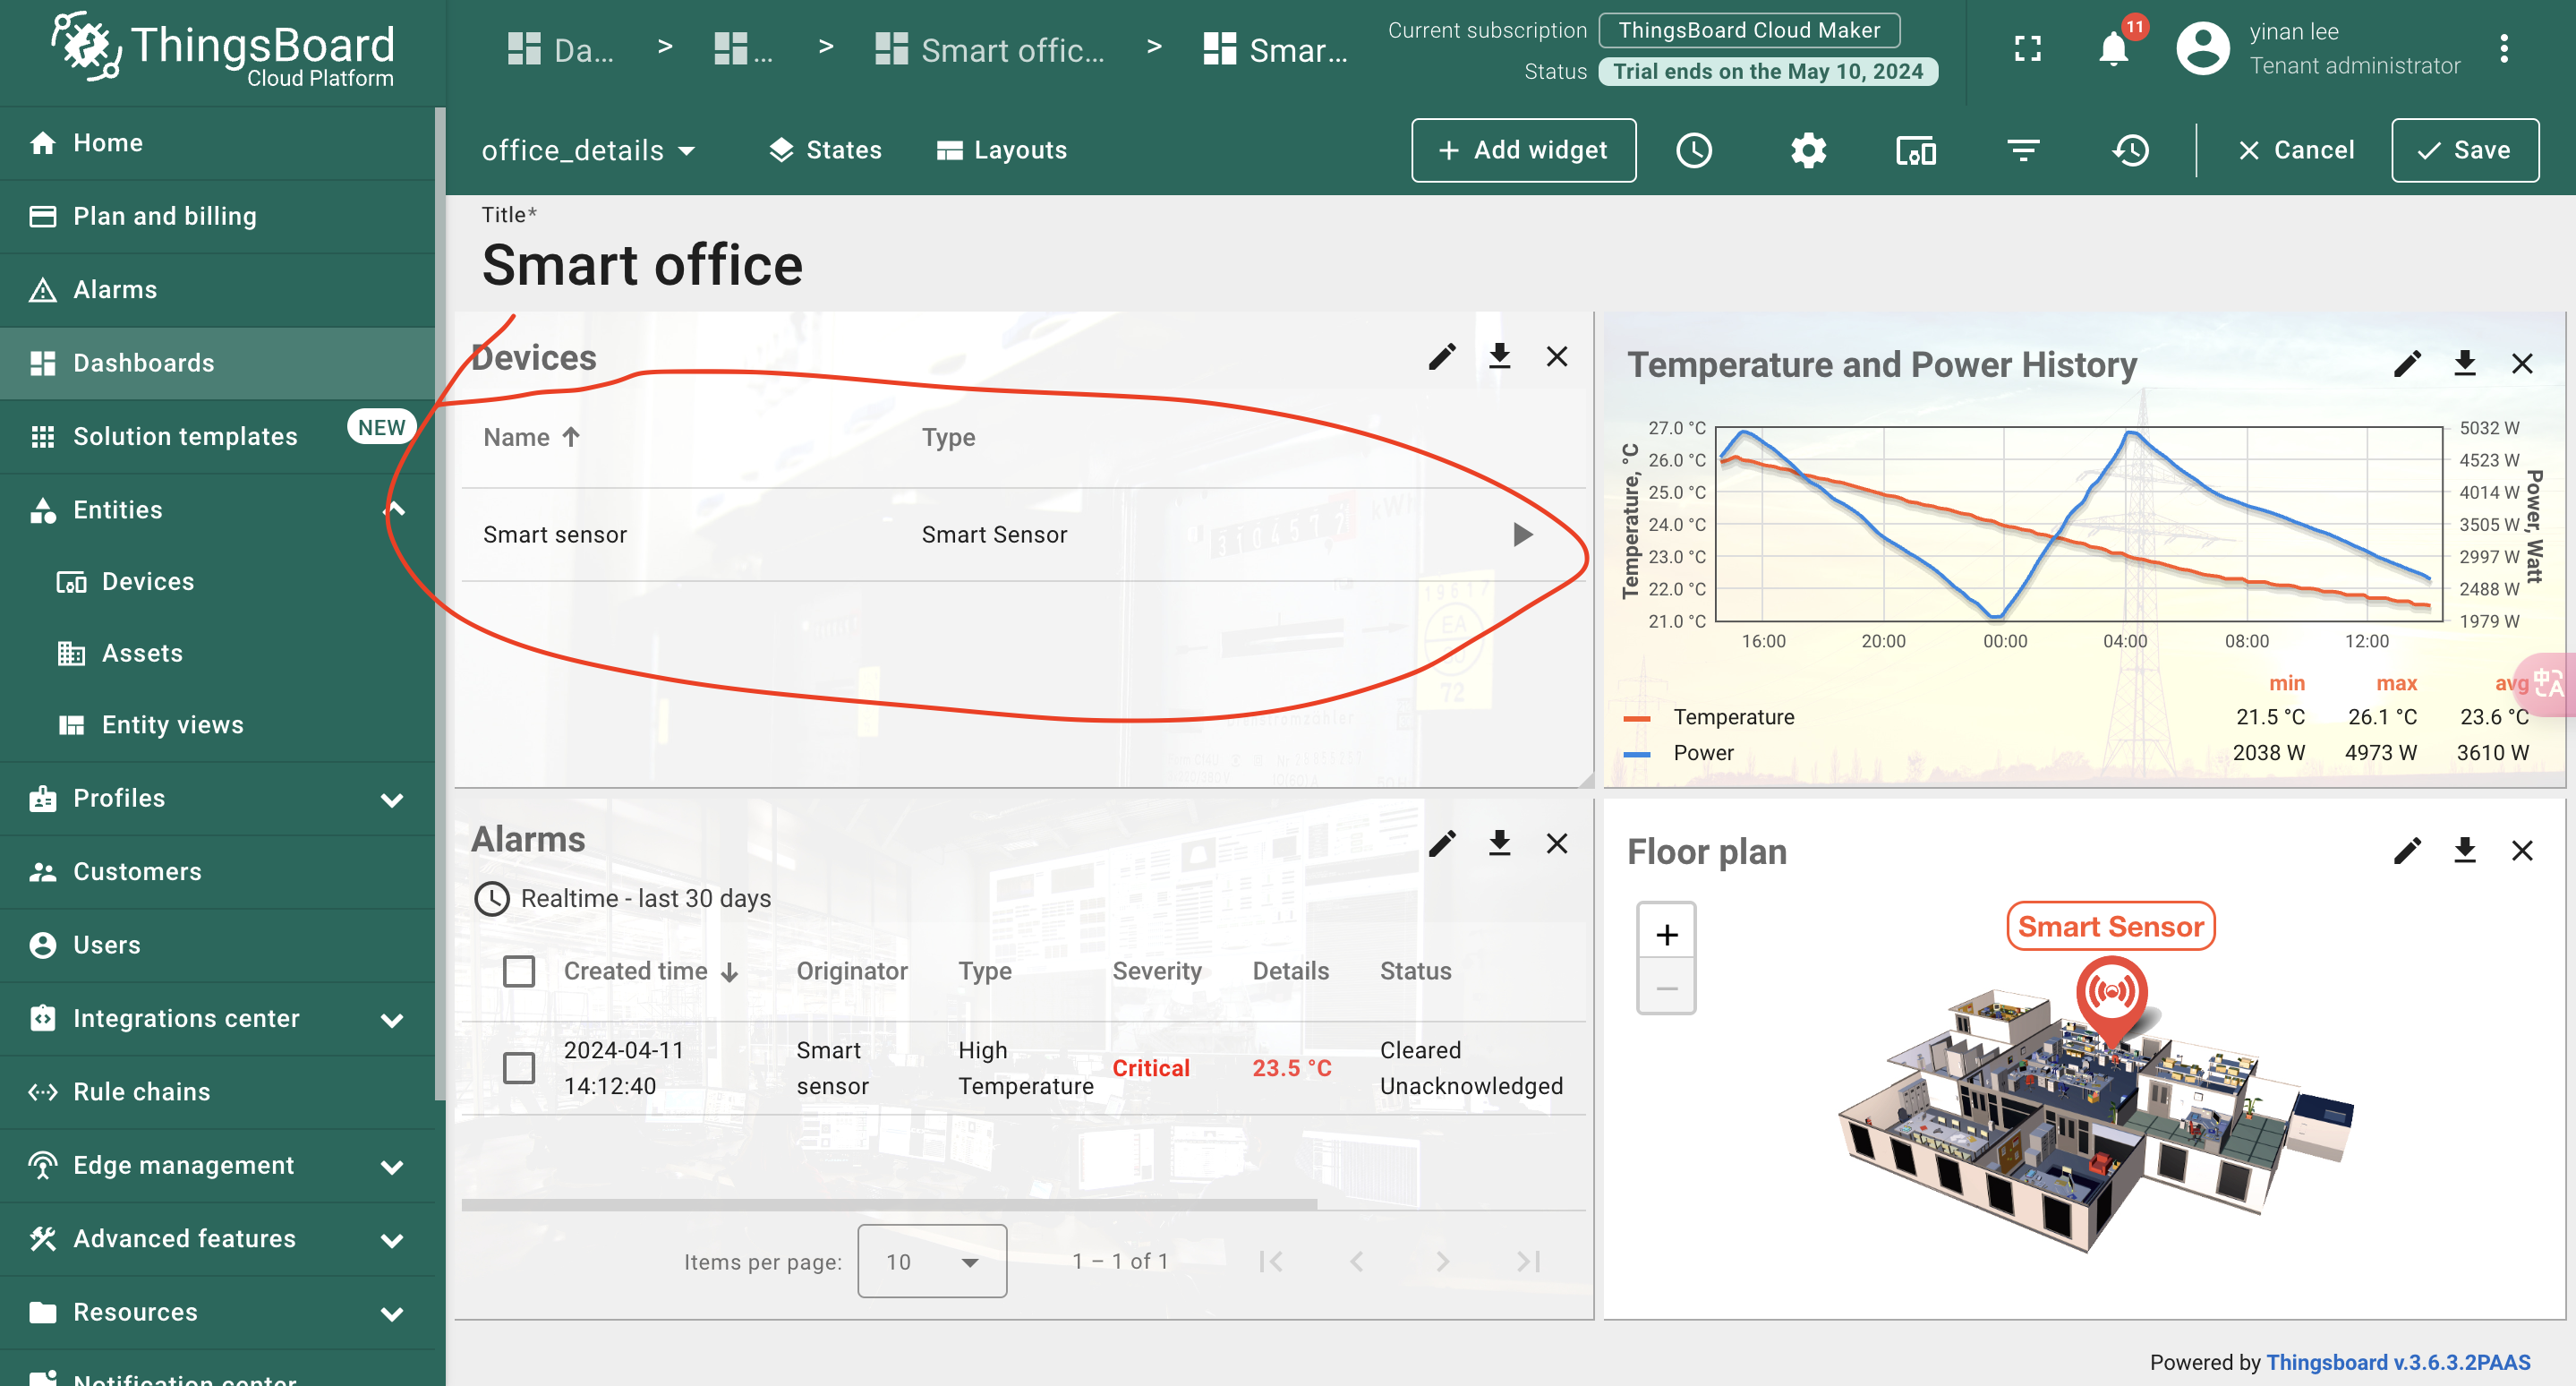 ThingsBoard
Cloud Platform
Da... > ... > Smart offic... > Smar...
Current subscription ThingsBoard Cloud Maker
Status Trial ends on the May 10, 2024
11
yinan lee
Tenant administrator
Home
Plan and billing
Alarms
Dashboards
Solution templates NEW
Entities
Devices
Assets
Entity views
Profiles
Customers
Users
Integrations center
Rule chains
Edge management
Advanced features
Resources
Notification center
office_details States Layouts + Add widget Cancel Save
Title*
Smart office
Devices
Name Type
Smart sensor Smart Sensor
Temperature and Power History
Temperature, °C
27.0 °C
26.0 °C
25.0 °C
24.0 °C
23.0 °C
22.0 °C
21.0 °C
5032 W
4523 W
4014 W
3505 W
2997 W
2488 W
1979 W
Power, Watt
16:00 20:00 00:00 04:00 08:00 12:00
min max avg
Temperature 21.5 °C 26.1 °C 23.6 °C
Power 2038 W 4973 W 3610 W
中A
Alarms
Realtime - last 30 days
Created time Originator Type Severity Details Status
2024-04-11 14:12:40 Smart sensor High Temperature Critical 23.5 °C Cleared Unacknowledged
Items per page: 10 1 – 1 of 1
Floor plan
+
−
Smart Sensor
Powered by Thingsboard v.3.6.3.2PAAS